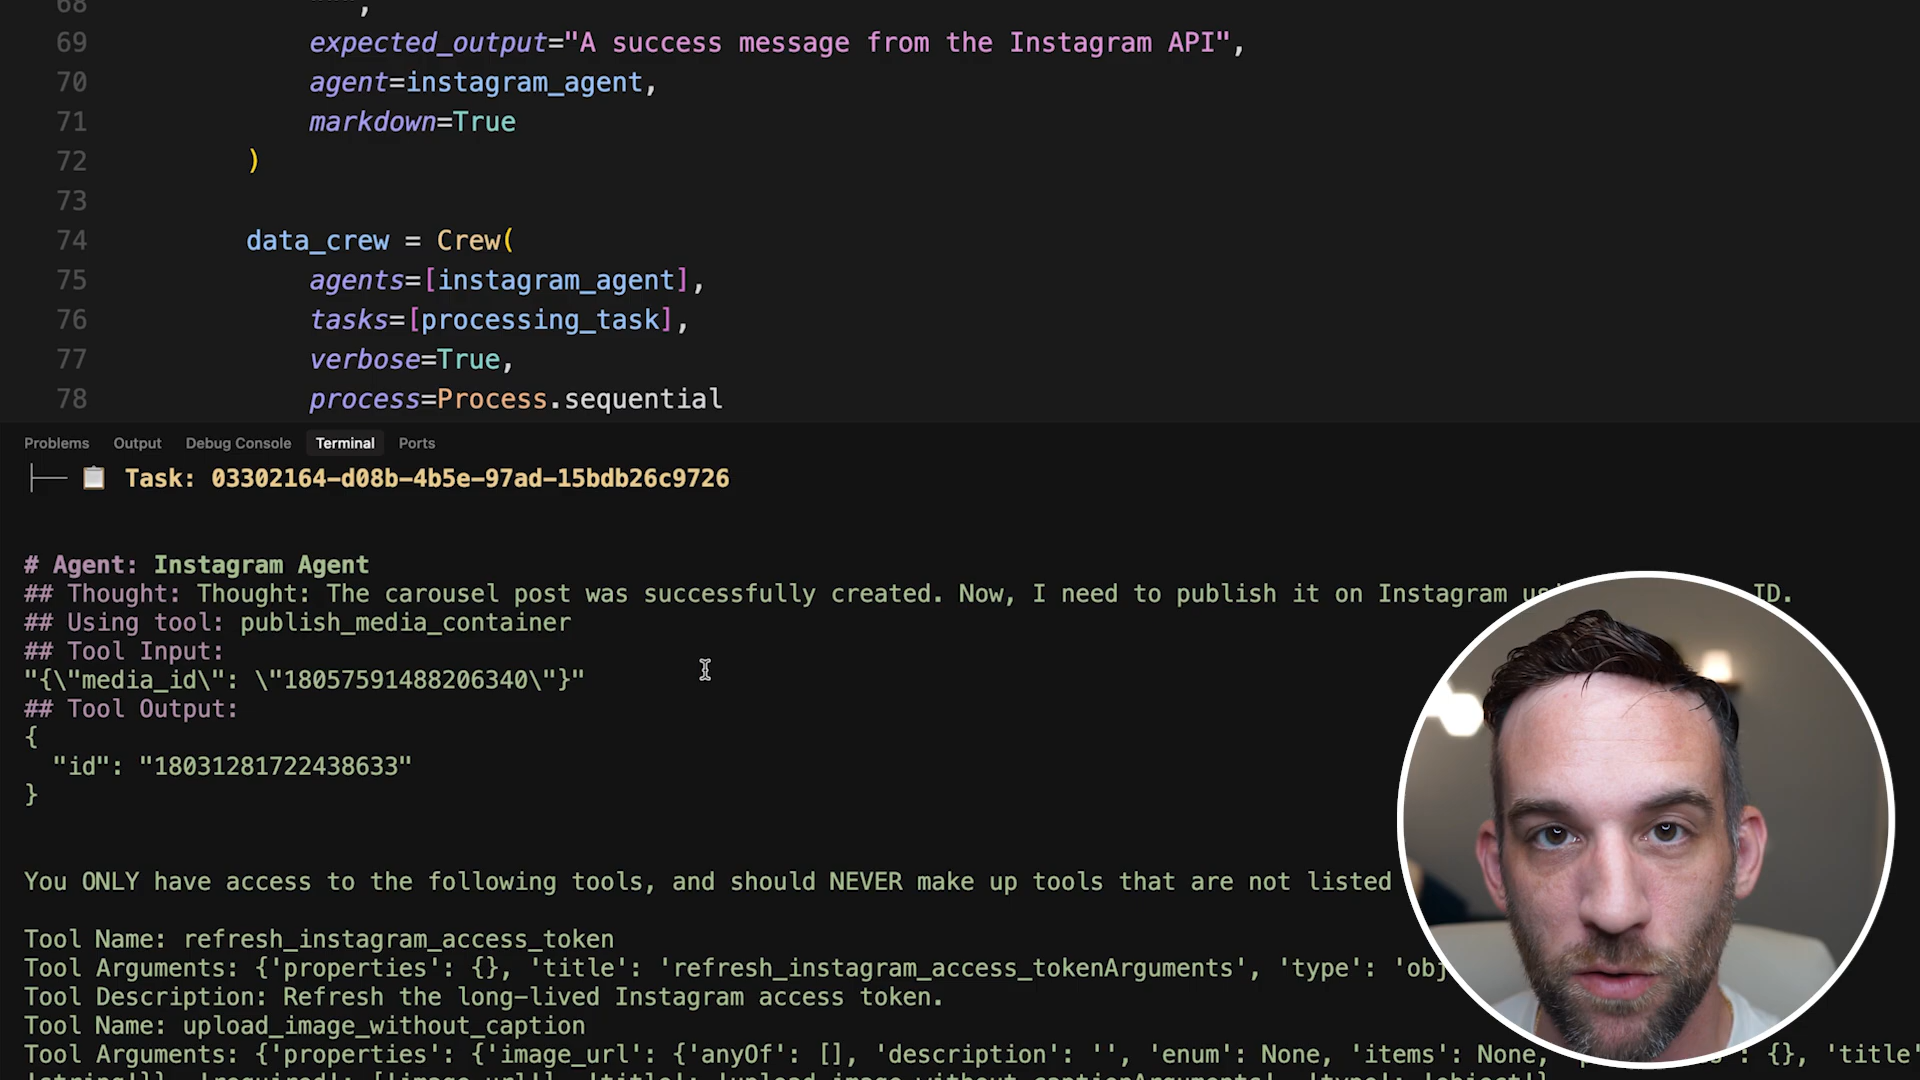 68 """,
69 expected_output="A success message from the Instagram API",
70 agent=instagram_agent,
71 markdown=True
72 )
73
74 data_crew = Crew(
75 agents=[instagram_agent],
76 tasks=[processing_task],
77 verbose=True,
78 process=Process.sequential
Problems Output Debug Console Terminal Ports
Task: 03302164-d08b-4b5e-97ad-15bdb26c9726
# Agent: Instagram Agent
## Thought: Thought: The carousel post was successfully created. Now, I need to publish it on Instagram ID.
## Using tool: publish_media_container
## Tool Input:
"{\"media_id\": \"18057591488206340\"}"
## Tool Output:
{
"id": "18031281722438633"
}
You ONLY have access to the following tools, and should NEVER make up tools that are not listed
Tool Name: refresh_instagram_access_token
Tool Arguments: {'properties': {}, 'title': 'refresh_instagram_access_tokenArguments', 'type': 'obj
Tool Description: Refresh the long-lived Instagram access token.
Tool Name: upload_image_without_caption
Tool Arguments: {'properties': {'image_url': {'anyOf': [], 'description': '', 'enum': None, 'items': None, ': {}, 'title'